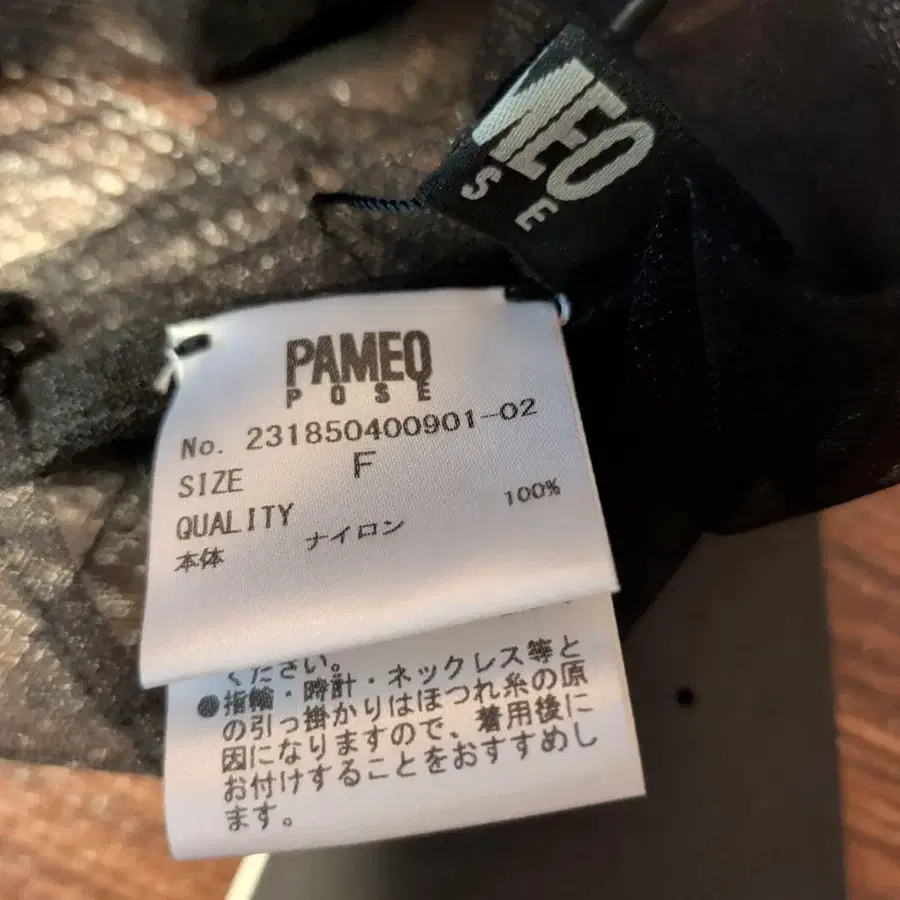 MEO
SE
PAMEO
POSE
No. 231850400901-02
SIZE F
QUALITY
本体 ナイロン 100%
ください。
●指輪・時計・ネックレス等と
の引っ掛かりはほつれ糸の原
因になりますので、着用後に
お付けすることをおすすめし
ます。